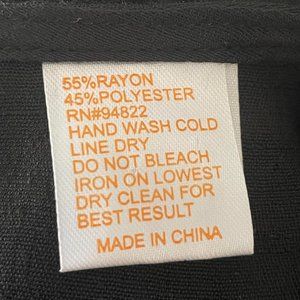 55%RAYON
45%POLYESTER
RN#94822
HAND WASH COLD
LINE DRY
DO NOT BLEACH
IRON ON LOWEST
DRY CLEAN FOR
BEST RESULT
MADE IN CHINA